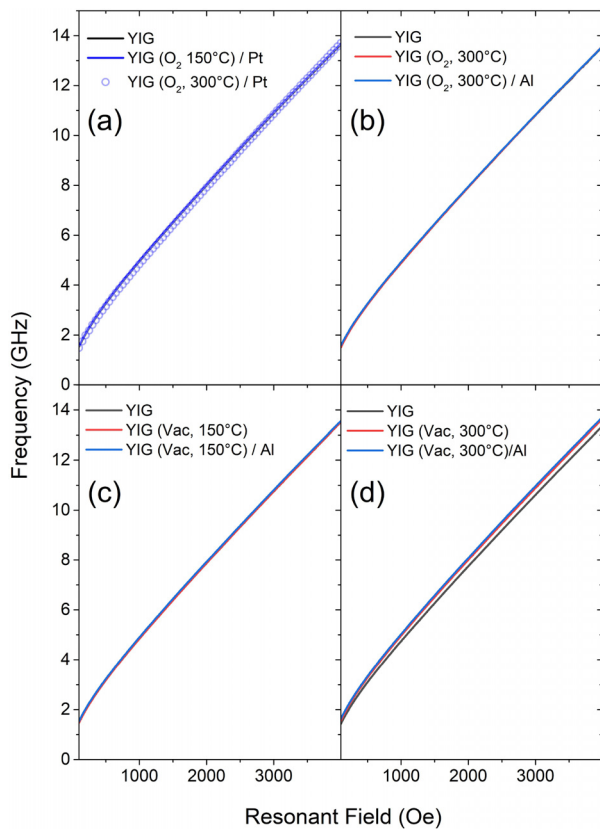 14
12
10
8
6
4
2
0
YIG
YIG (O₂ 150°C) / Pt
YIG (O₂, 300°C) / Pt
(a)
YIG
YIG (O₂, 300°C)
YIG (O₂, 300°C) / Al
(b)
Frequency (GHz)
14
12
10
8
6
4
2
0
YIG
YIG (Vac, 150°C)
YIG (Vac, 150°C) / Al
(c)
YIG
YIG (Vac, 300°C)
YIG (Vac, 300°C)/Al
(d)
1000 2000 3000 1000 2000 3000
Resonant Field (Oe)